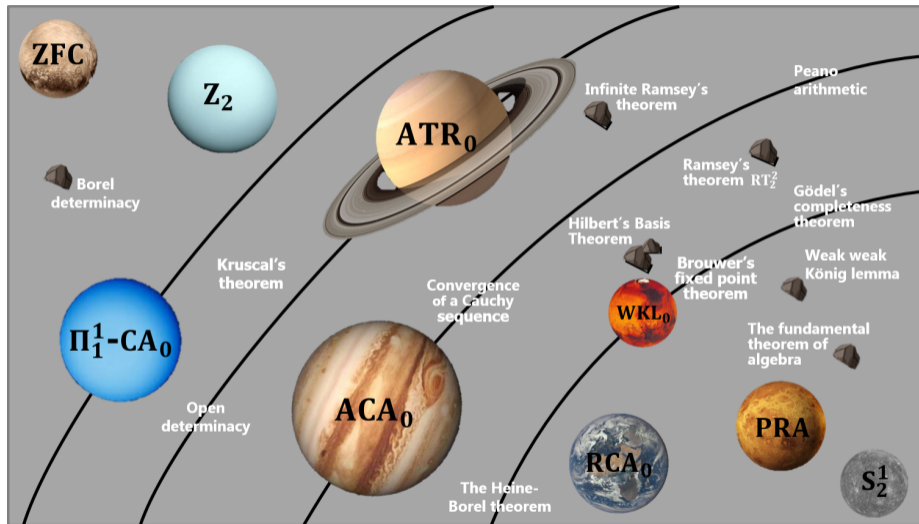 ZFC
Z₂
ATR₀
Infinite Ramsey's
theorem
Peano
arithmetic
Ramsey's
theorem RT₂²
Borel
determinacy
Gödel's
completeness
theorem
Hilbert's Basis
Theorem
Kruscal's
theorem
Brouwer's
fixed point
theorem
Weak weak
König lemma
Convergence
of a Cauchy
sequence
WKL₀
Π¹₁-CA₀
The fundamental
theorem of
algebra
Open
determinacy
ACA₀
PRA
RCA₀
S¹₂
The Heine-
Borel theorem